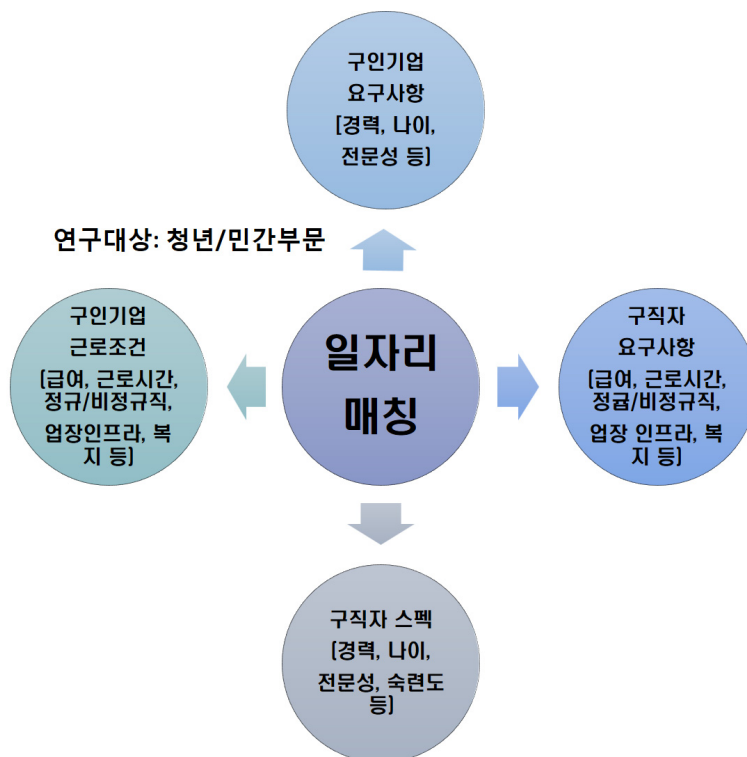 구인기업
요구사항
[경력, 나이,
전문성 등]
연구대상: 청년/민간부문
구인기업
근로조건
[급여, 근로시간,
정규/비정규직,
업장인프라, 복
지 등]
일자리
매칭
구직자
요구사항
[급여, 근로시간,
정귭/비정규직,
업장 인프라, 복
지 등]
구직자 스펙
[경력, 나이,
전문성, 숙련도
등]